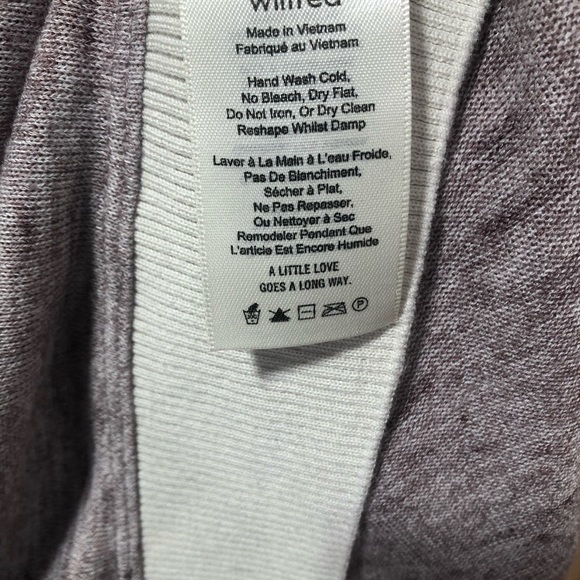 wilfred
Made in Vietnam
Fabriqué au Vietnam
Hand Wash Cold,
No Bleach, Dry Flat,
Do Not Iron, Or Dry Clean
Reshape Whilst Damp
Laver à La Main à L'eau Froide,
Pas De Blanchiment,
Sécher à Plat,
Ne Pas Repasser,
Ou Nettoyer à Sec
Remodeler Pendant Que
L'article Est Encore Humide
A LITTLE LOVE
GOES A LONG WAY.
P